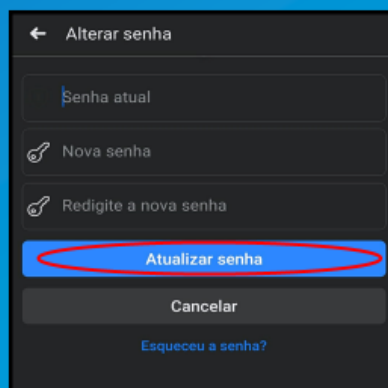 Alterar senha
Senha atual
Nova senha
Redigite a nova senha
Atualizar senha
Cancelar
Esqueceu a senha?